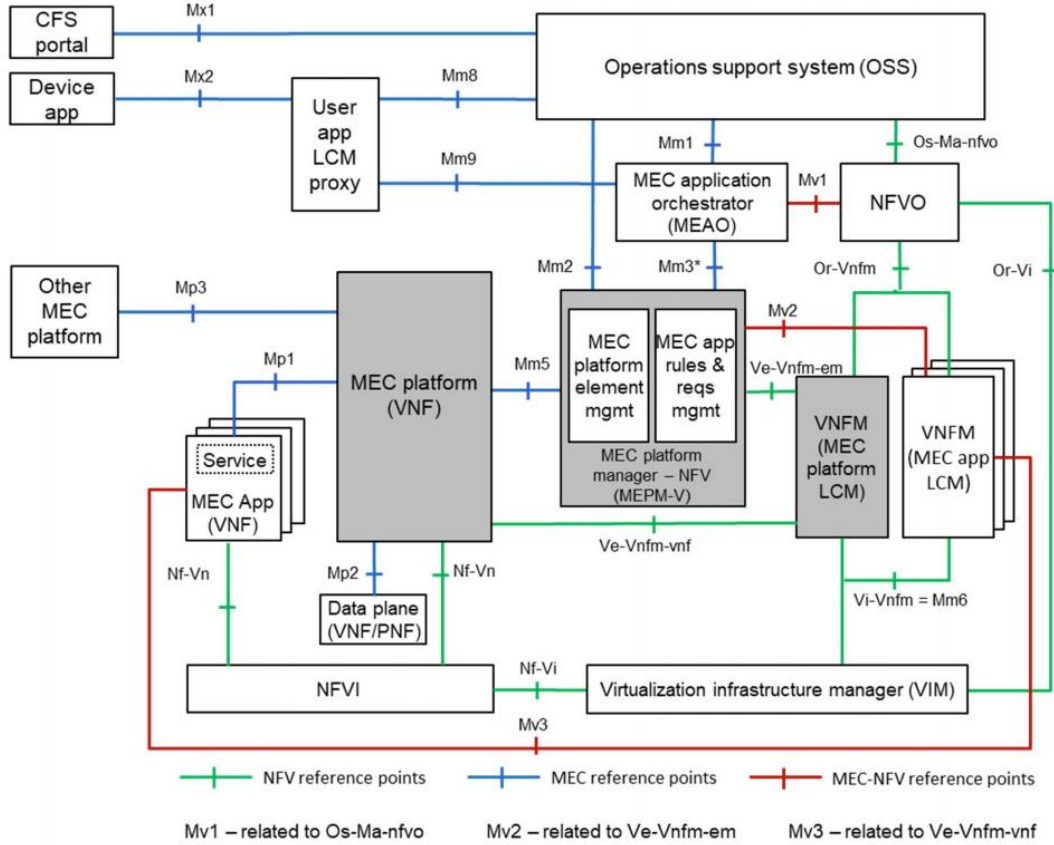 CFS
portal
Mx1
Operations support system (OSS)
Device
app
Mx2
User
app
LCM
proxy
Mm8
Mm9
Mm1
Os-Ma-nfvo
MEC application
orchestrator
(MEAO)
Mv1
NFVO
Mm2
Mm3*
Or-Vnfm
Or-Vi
Other
MEC
platform
Mp3
Mp1
MEC platform
(VNF)
Mm5
MEC
platform
element
mgmt
MEC app
rules &
reqs
mgmt
MEC platform
manager – NFV
(MEPM-V)
Mv2
Ve-Vnfm-em
VNFM
(MEC
platform
LCM)
VNFM
(MEC app
LCM)
Service
MEC App
(VNF)
Ve-Vnfm-vnf
Nf-Vn
Mp2
Nf-Vn
Vi-Vnfm = Mm6
Data plane
(VNF/PNF)
NFVI
Nf-Vi
Virtualization infrastructure manager (VIM)
Mv3
NFV reference points
MEC reference points
MEC-NFV reference points
Mv1 – related to Os-Ma-nfvo
Mv2 – related to Ve-Vnfm-em
Mv3 – related to Ve-Vnfm-vnf